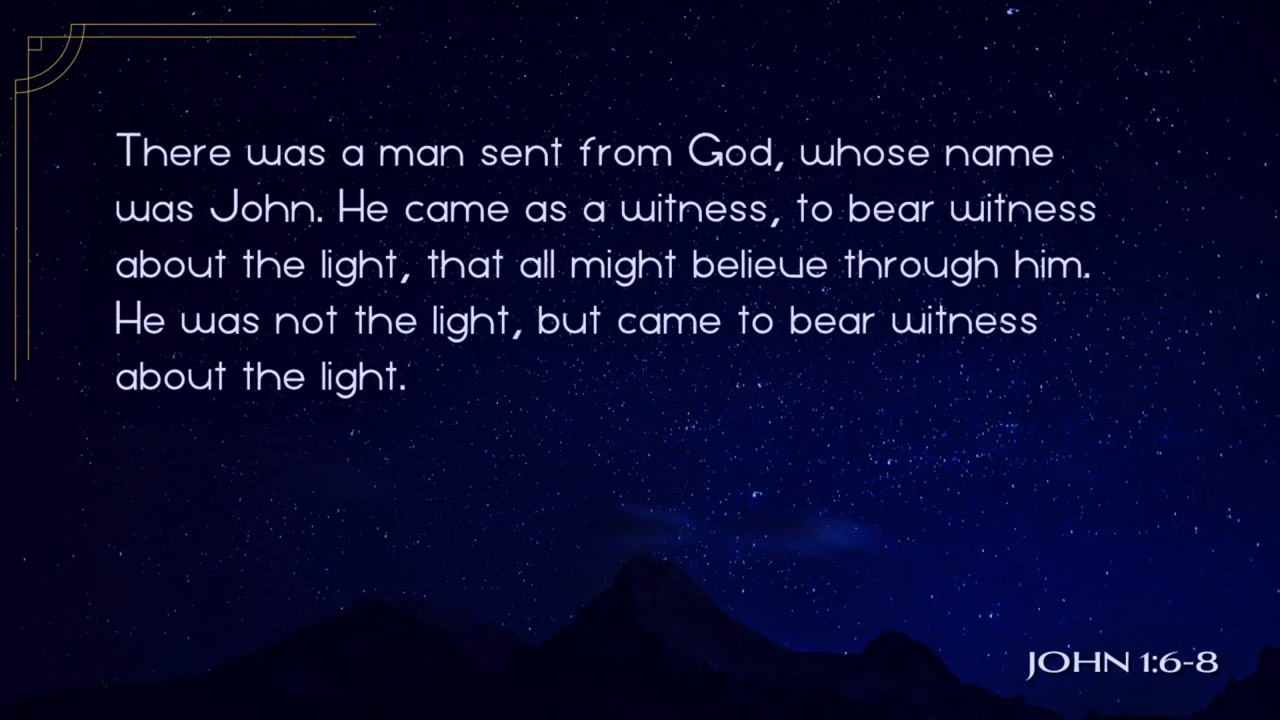 There was a man sent from God, whose name
was John. He came as a witness, to bear witness
about the light, that all might believe through him.
He was not the light, but came to bear witness
about the light.
JOHN 1:6-8